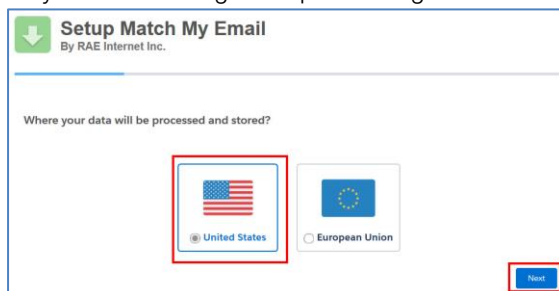 Setup Match My Email
By RAE Internet Inc.
Where your data will be processed and stored?
United States
European Union
Next